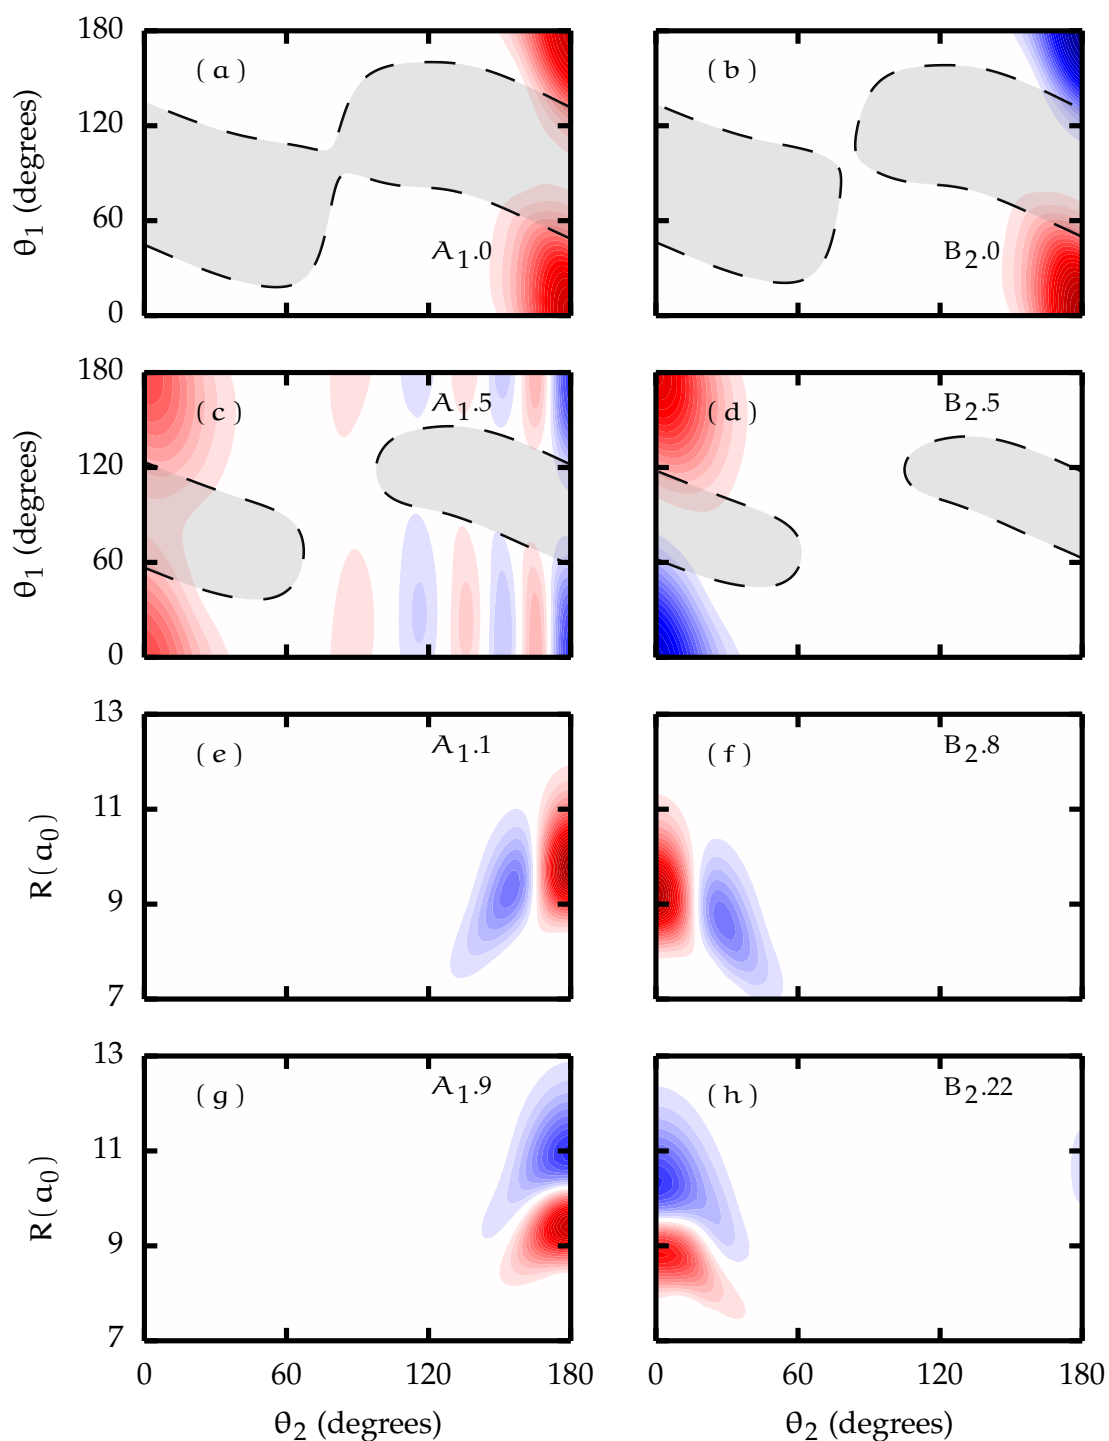 180
120
60
0
θ1 (degrees)
(a)
A1.0
(b)
B2.0
180
120
60
0
θ1 (degrees)
(c)
A1.5
(d)
B2.5
13
11
9
7
R(a0)
(e)
A1.1
(f)
B2.8
13
11
9
7
R(a0)
(g)
A1.9
(h)
B2.22
0 60 120 180
0 60 120 180
θ2 (degrees)
θ2 (degrees)